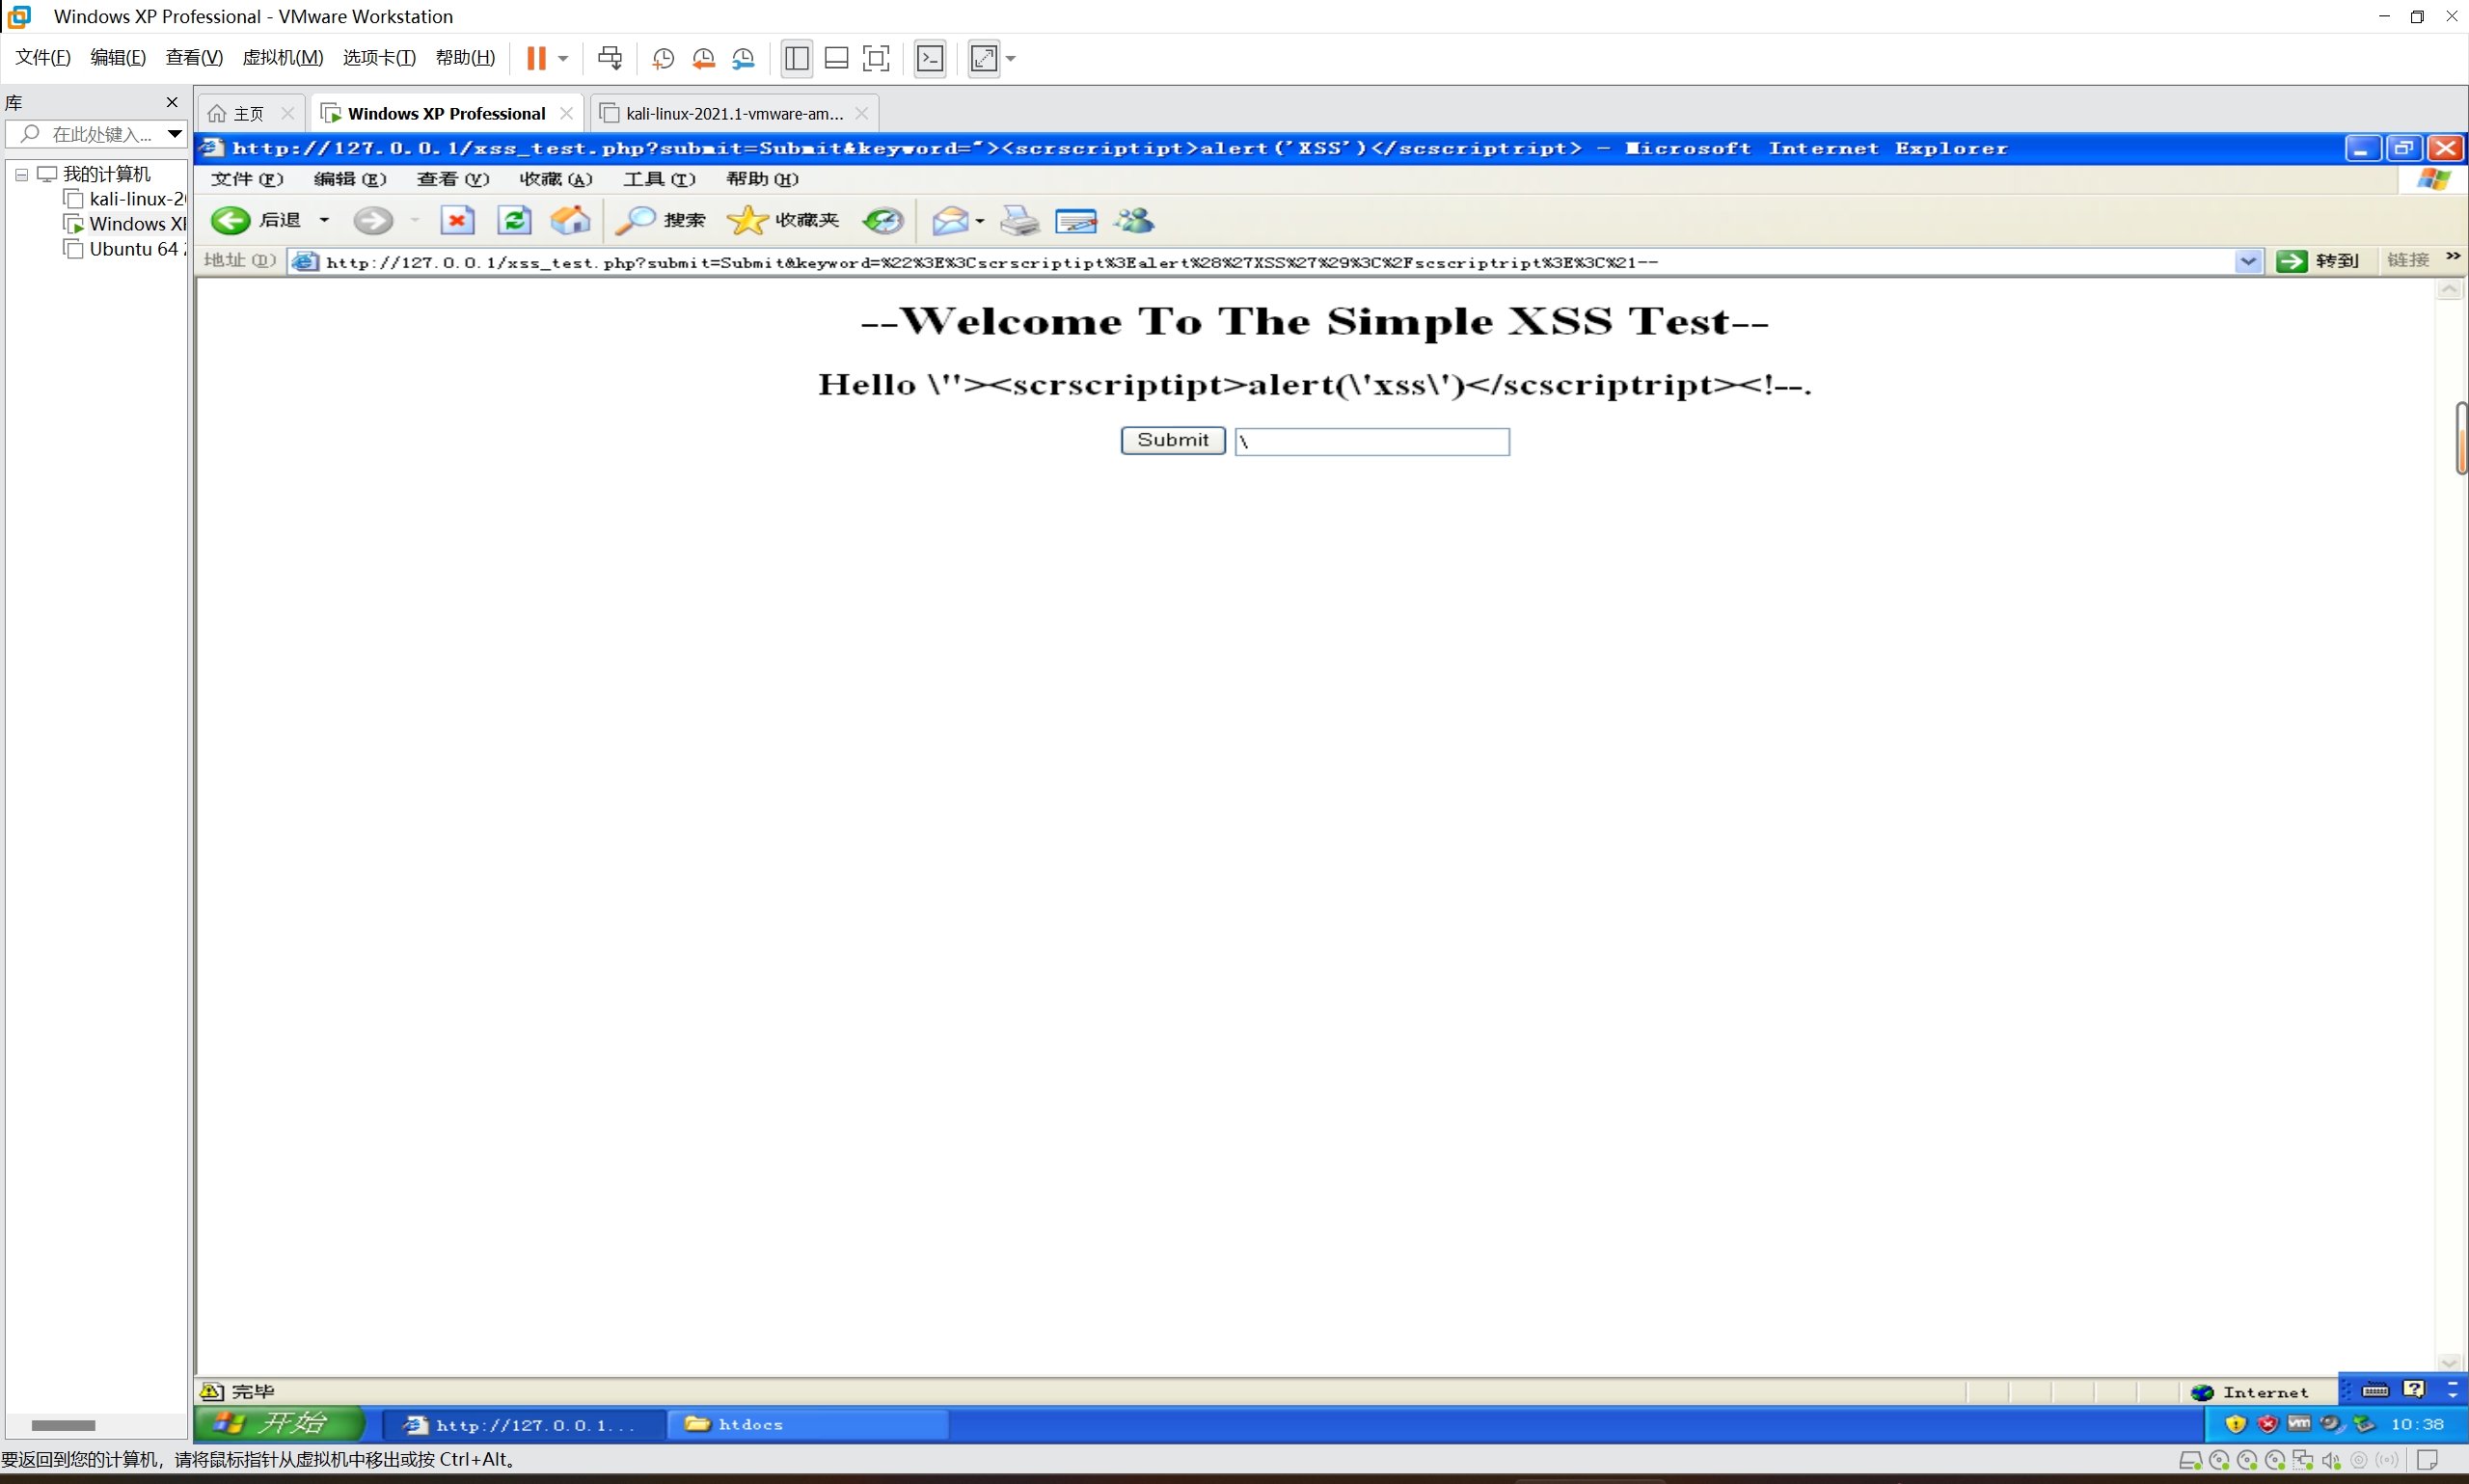 Windows XP Professional - VMware Workstation
文件(F) 编辑(E) 查看(V) 虚拟机(M) 选项卡(T) 帮助(H)
库
在此处键入...
我的计算机
kali-linux-2
Windows XI
Ubuntu 64
主页 Windows XP Professional kali-linux-2021.1-vmware-am...
http://127.0.0.1/xss_test.php?submit=Submit&keyword="><scrscriptipt>alert('XSS')</scscriptript> - Microsoft Internet Explorer
文件(F) 编辑(E) 查看(V) 收藏(A) 工具(T) 帮助(H)
后退 搜索 收藏夹
地址(D) http://127.0.0.1/xss_test.php?submit=Submit&keyword=%22%3E%3Cscrscriptipt%3Ealert%28%27XSS%27%29%3C%2Fscscriptript%3E%3C%21-- 转到 链接 »
--Welcome To The Simple XSS Test--
Hello \''><scrscriptipt>alert(\'xss\')</scscriptript><!--.
Submit \
完毕 Internet
开始 http://127.0.0.1... htdocs 10:38
要返回到您的计算机，请将鼠标指针从虚拟机中移出或按 Ctrl+Alt。